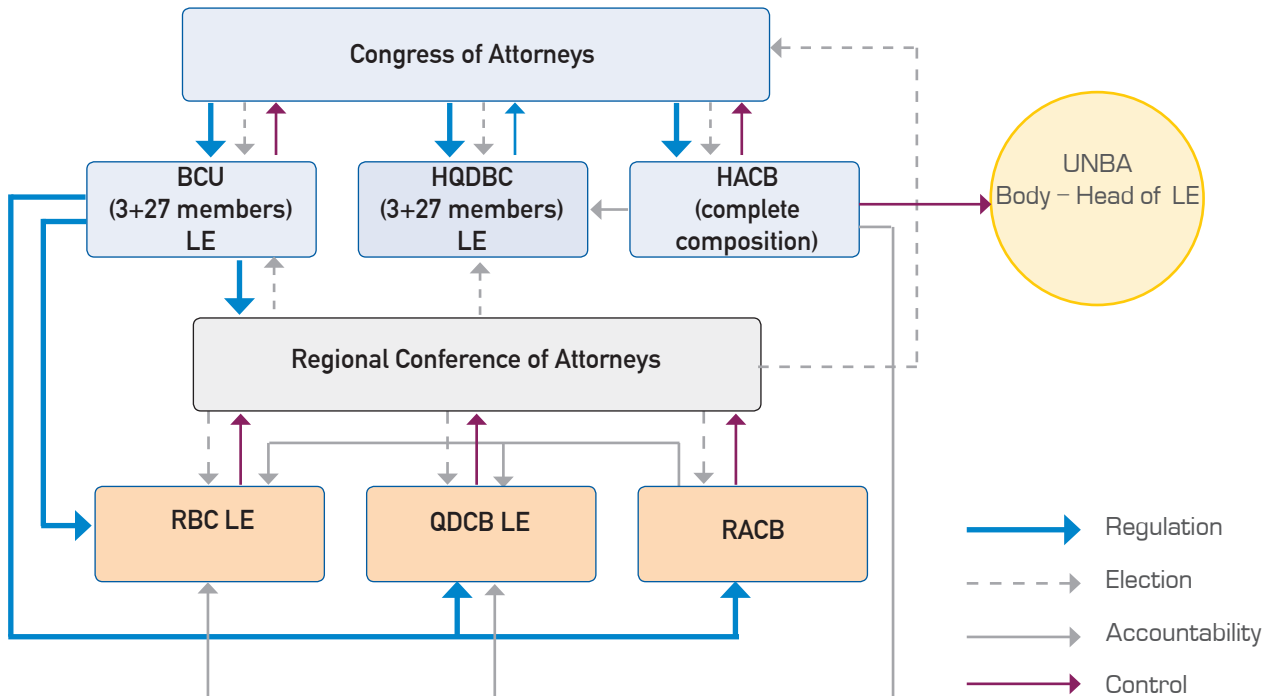 Congress of Attorneys
BCU
(3+27 members)
LE
HQDBC
(3+27 members)
LE
HACB
(complete
composition)
UNBA
Body – Head of LE
Regional Conference of Attorneys
RBC LE
QDCB LE
RACB
Regulation
Election
Accountability
Control